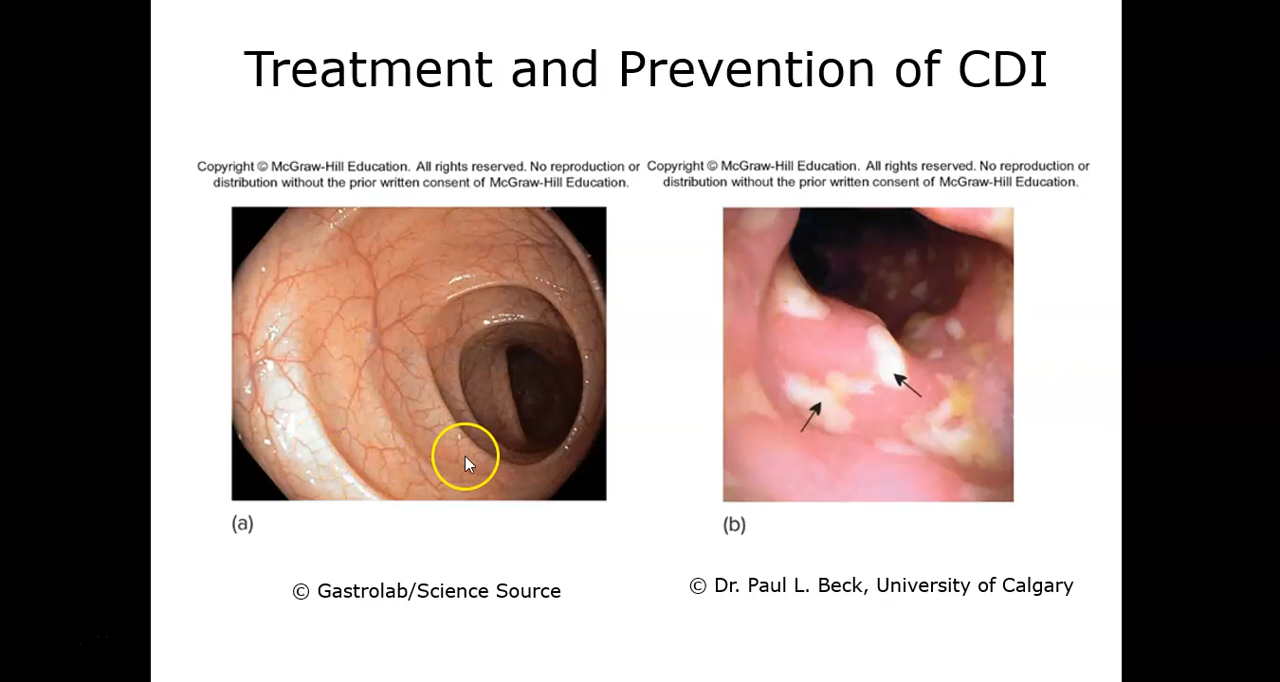 Treatment and Prevention of CDI
Copyright © McGraw-Hill Education. All rights reserved. No reproduction or
distribution without the prior written consent of McGraw-Hill Education.
Copyright © McGraw-Hill Education. All rights reserved. No reproduction or
distribution without the prior written consent of McGraw-Hill Education.
(a)
(b)
© Gastrolab/Science Source
© Dr. Paul L. Beck, University of Calgary